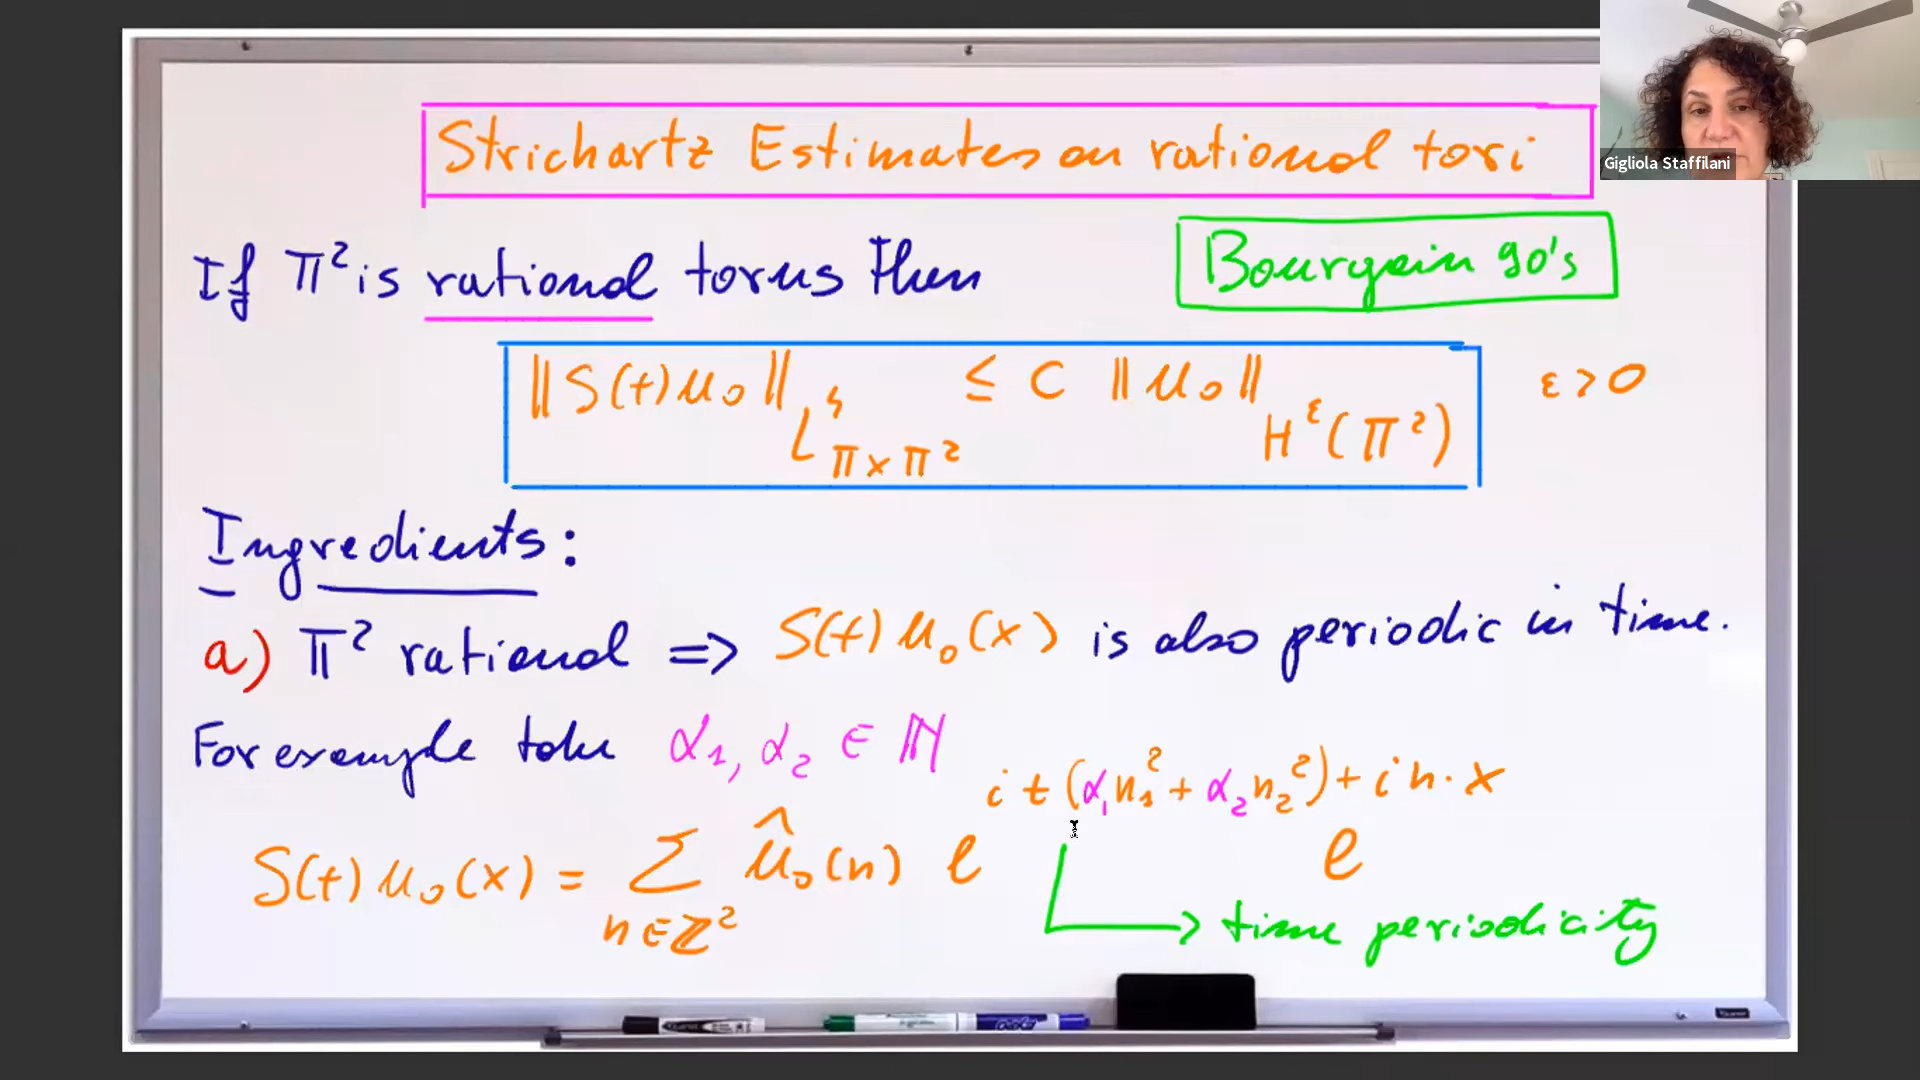 Strichartz Estimates on rational tori
Gigliola Staffilani
If 𝕋² is rational torus then
Bourgain 90's
‖S(t)u₀‖_{L⁴_{𝕋×𝕋²}} ≤ C ‖u₀‖_{H^ε(𝕋²)} ε>0
Ingredients:
a) 𝕋² rational => S(t)u₀(x) is also periodic in time.
For example take α₁, α₂ ∈ ℕ
S(t)u₀(x) = Σ_{n∈ℤ²} û₀(n) e^{it(α₁n₁²+α₂n₂²)+in·x} e
→ time periodicity